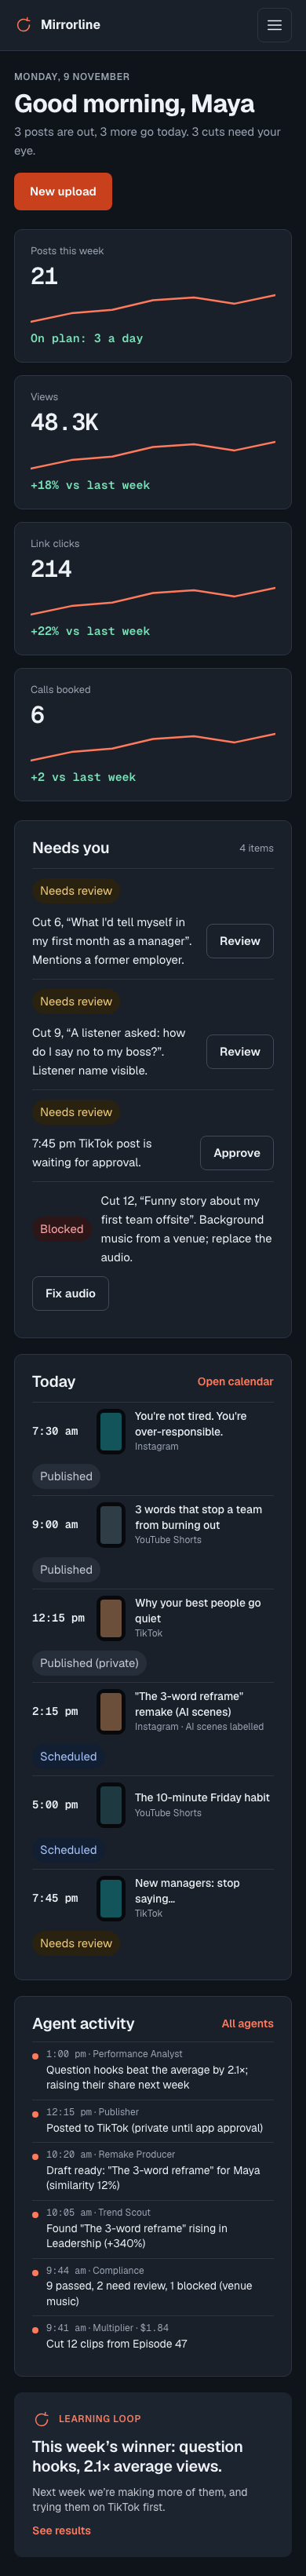 Mirrorline
MONDAY, 9 NOVEMBER
Good morning, Maya
3 posts are out, 3 more go today. 3 cuts need your
eye.
New upload
Posts this week
21
On plan: 3 a day
Views
48.3K
+18% vs last week
Link clicks
214
+22% vs last week
Calls booked
6
+2 vs last week
Needs you
4 items
Needs review
Cut 6, “What I’d tell myself in
my first month as a manager”.
Mentions a former employer.
Review
Needs review
Cut 9, “A listener asked: how
do I say no to my boss?”.
Listener name visible.
Review
Needs review
7:45 pm TikTok post is
waiting for approval.
Approve
Blocked
Cut 12, “Funny story about my
first team offsite”. Background
music from a venue; replace the
audio.
Fix audio
Today
Open calendar
7:30 am
You're not tired. You're
over-responsible.
Instagram
Published
9:00 am
3 words that stop a team
from burning out
YouTube Shorts
Published
12:15 pm
Why your best people go
quiet
TikTok
Published (private)
2:15 pm
"The 3-word reframe"
remake (AI scenes)
Instagram · AI scenes labelled
Scheduled
5:00 pm
The 10-minute Friday habit
YouTube Shorts
Scheduled
7:45 pm
New managers: stop
saying...
TikTok
Needs review
Agent activity
All agents
1:00 pm · Performance Analyst
Question hooks beat the average by 2.1×;
raising their share next week
12:15 pm · Publisher
Posted to TikTok (private until app approval)
10:20 am · Remake Producer
Draft ready: "The 3-word reframe" for Maya
(similarity 12%)
10:05 am · Trend Scout
Found "The 3-word reframe" rising in
Leadership (+340%)
9:44 am · Compliance
9 passed, 2 need review, 1 blocked (venue
music)
9:41 am · Multiplier · $1.84
Cut 12 clips from Episode 47
LEARNING LOOP
This week’s winner: question
hooks, 2.1× average views.
Next week we’re making more of them, and
trying them on TikTok first.
See results